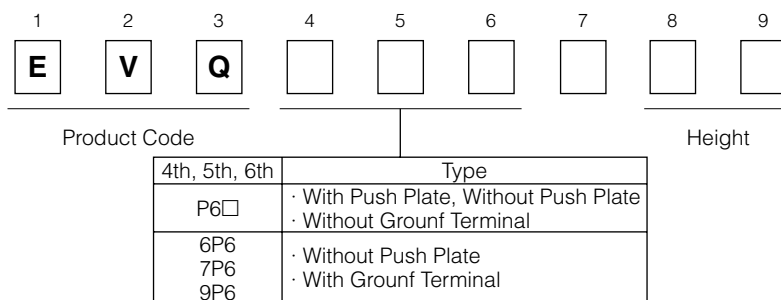 1 2 3 4 5 6 7 8 9
E V Q
Product Code Height
4th, 5th, 6th Type
P6□ · With Push Plate, Without Push Plate
· Without Grounf Terminal
6P6
7P6
9P6
· Without Push Plate
· With Grounf Terminal